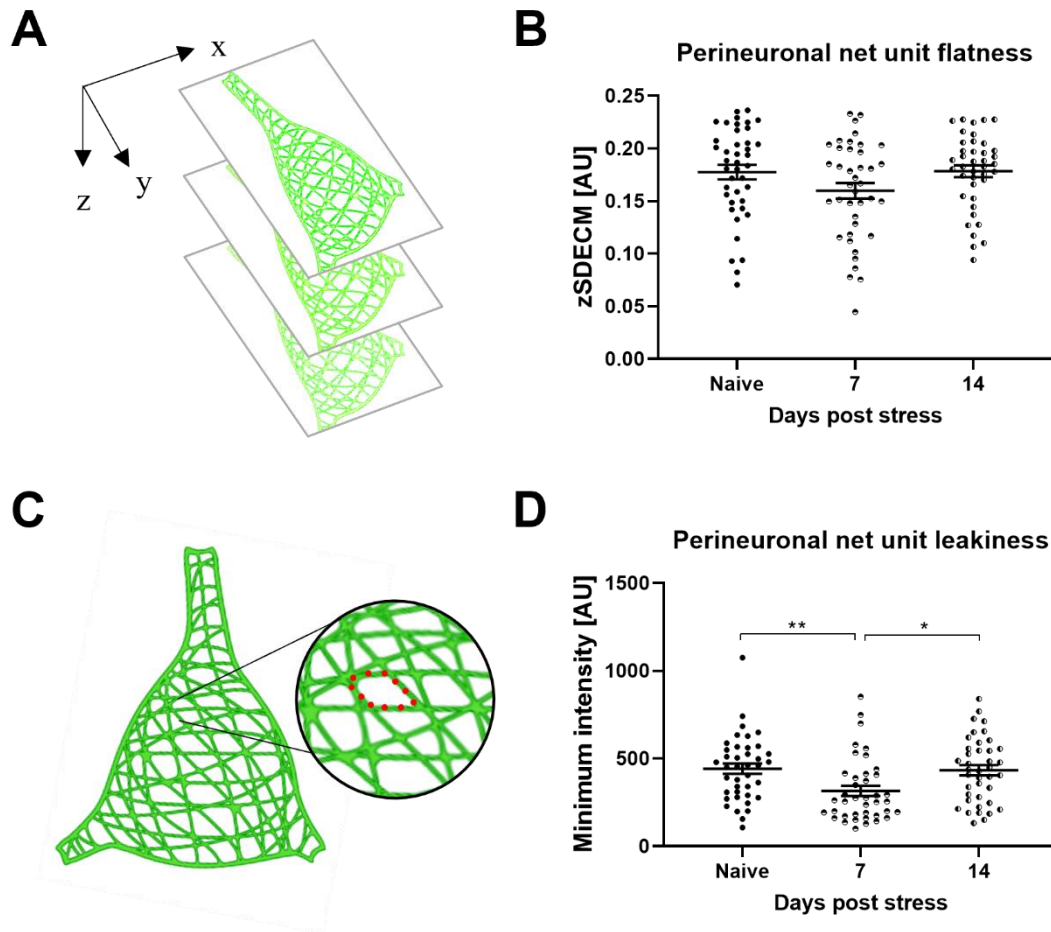 A
x
y
z
B
Perineuronal net unit flatness
zSDECM [AU]
0.25
0.20
0.15
0.10
0.05
0.00
Naive
7
14
Days post stress
C
D
Perineuronal net unit leakiness
Minimum intensity [AU]
1500
1000
500
0
**
*
Naive
7
14
Days post stress